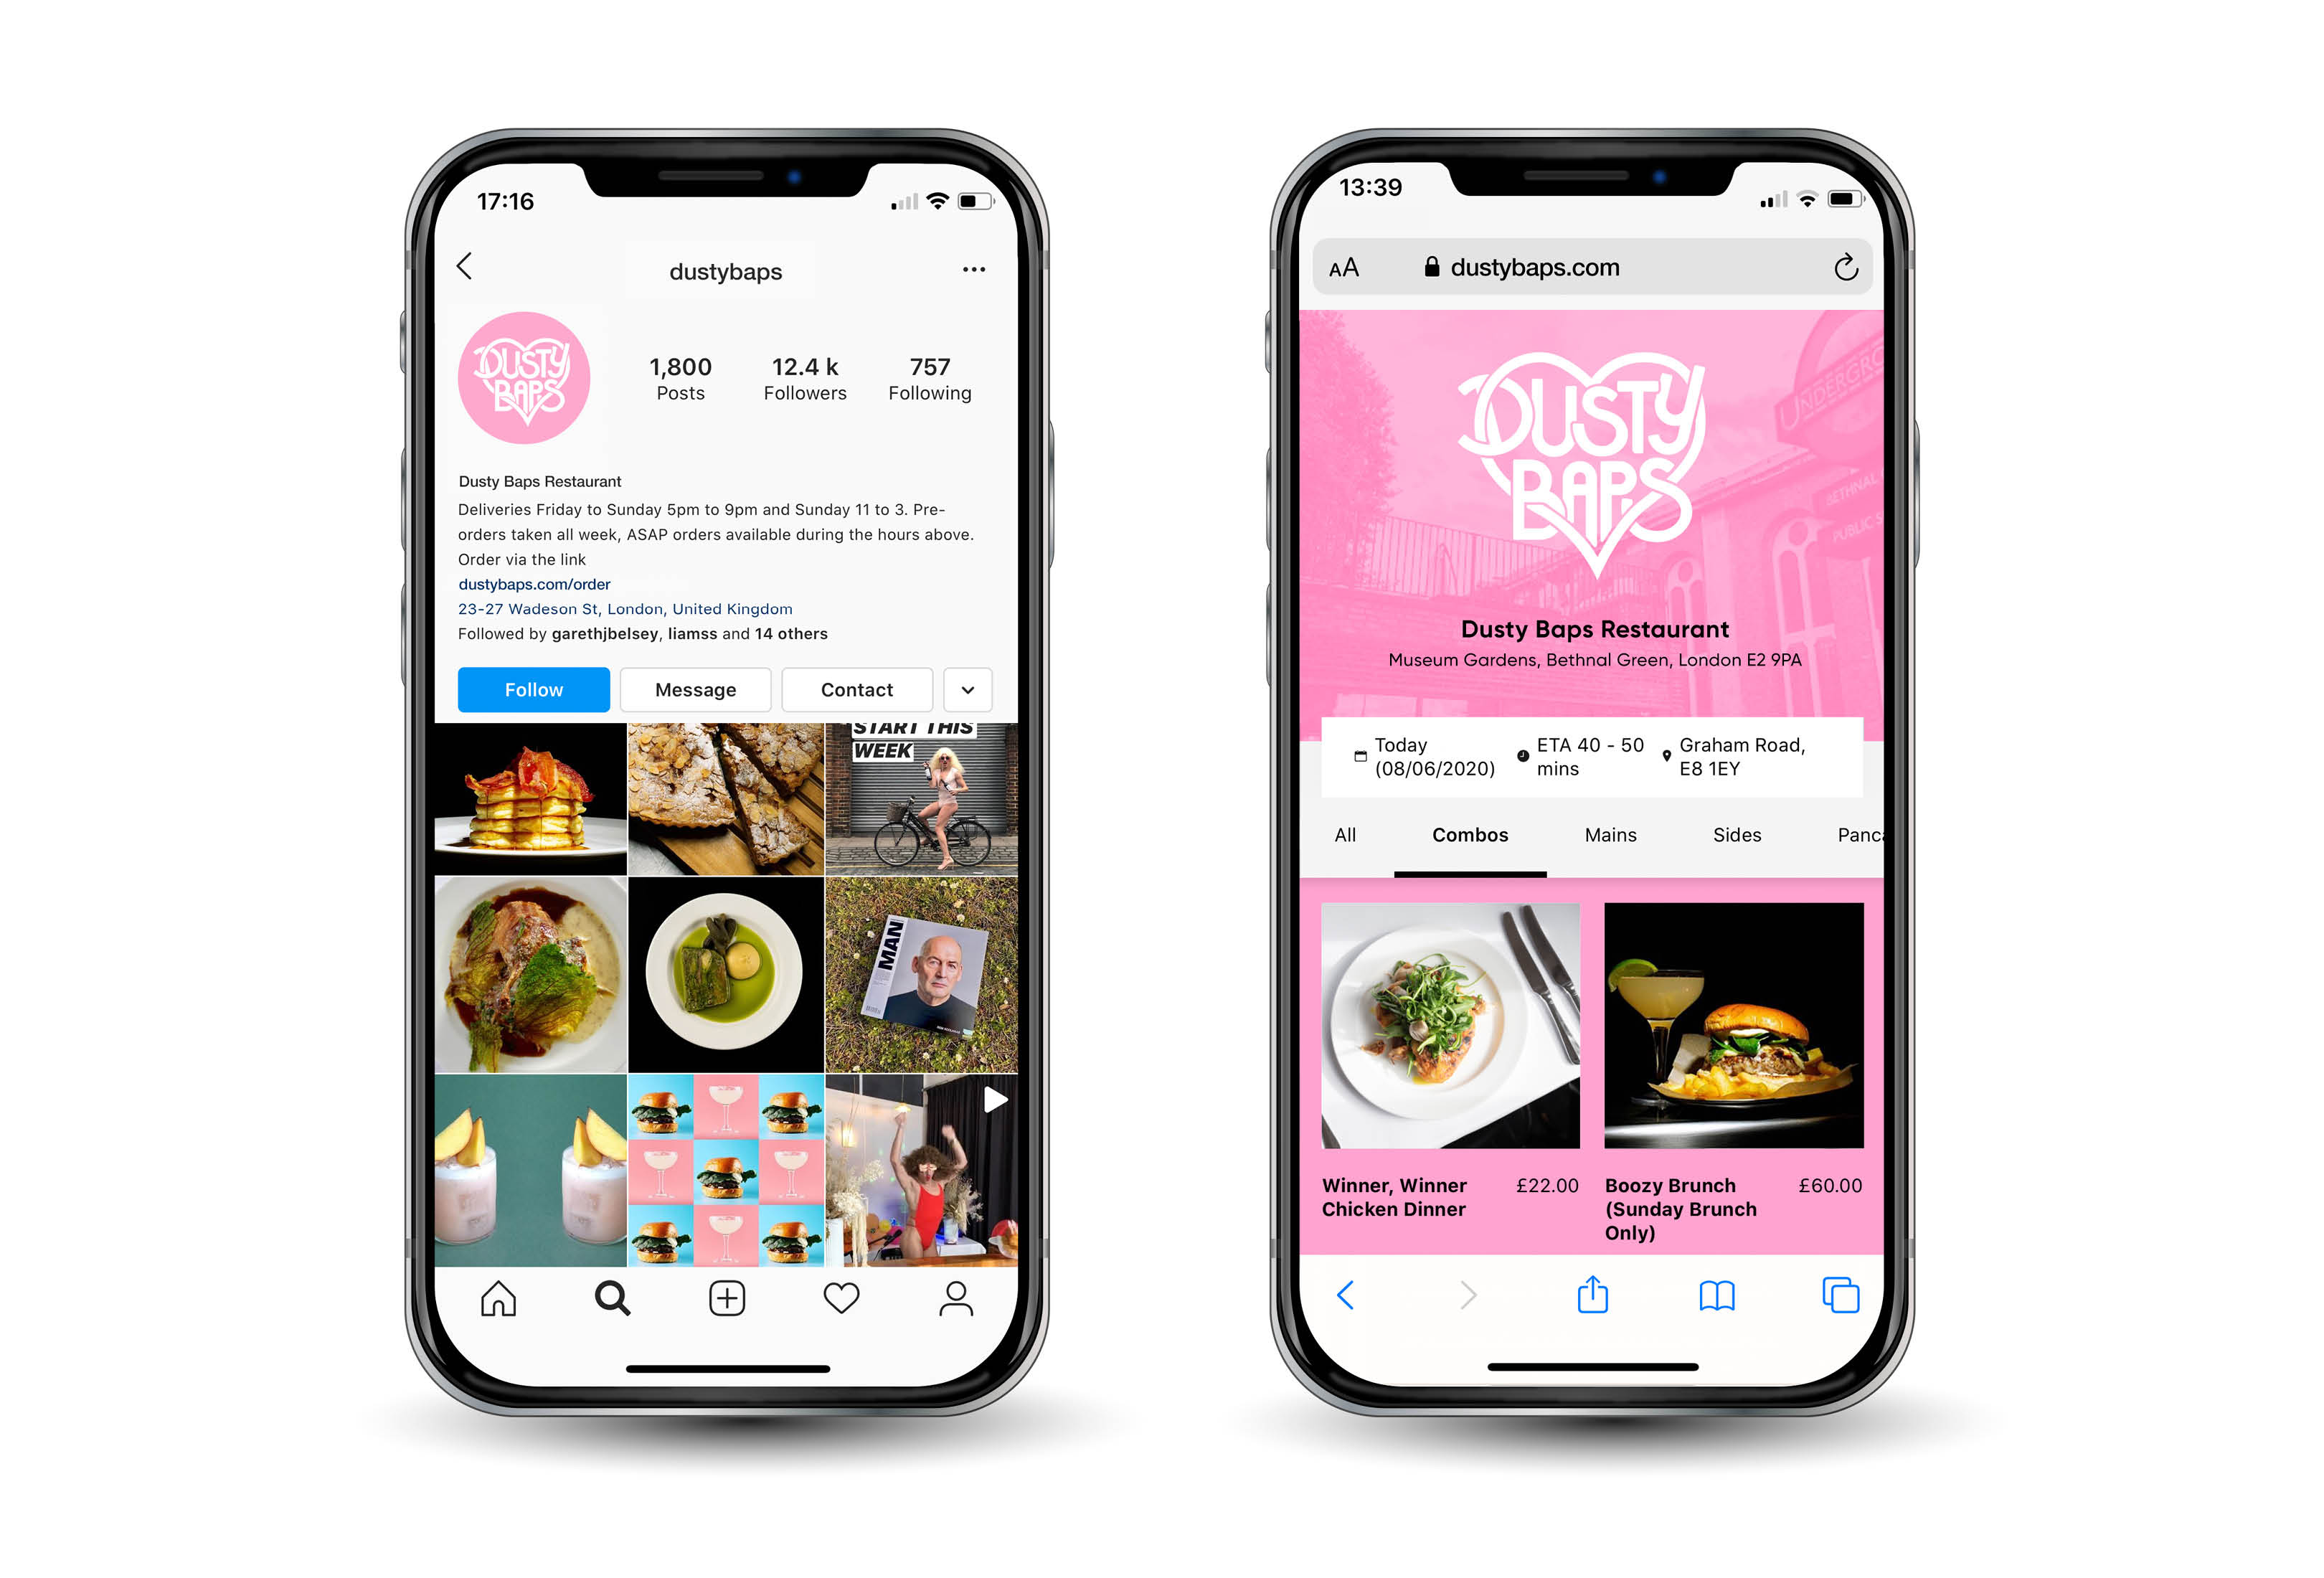 17:16
dustybaps
DUSTY
BAPS
1,800
Posts
12.4 k
Followers
757
Following
Dusty Baps Restaurant
Deliveries Friday to Sunday 5pm to 9pm and Sunday 11 to 3. Pre-
orders taken all week, ASAP orders available during the hours above.
Order via the link
dustybaps.com/order
23-27 Wadeson St, London, United Kingdom
Followed by garethjbelsey, liamss and 14 others
Follow
Message
Contact
START THIS
WEEK
MAN
13:39
AA
dustybaps.com
UNDERGRO
BETHNAL
PUBLIC S
DUSTY
BAPS
Dusty Baps Restaurant
Museum Gardens, Bethnal Green, London E2 9PA
Today
(08/06/2020)
ETA 40 - 50
mins
Graham Road,
E8 1EY
All
Combos
Mains
Sides
Panca
Winner, Winner
Chicken Dinner
£22.00
Boozy Brunch
(Sunday Brunch
Only)
£60.00